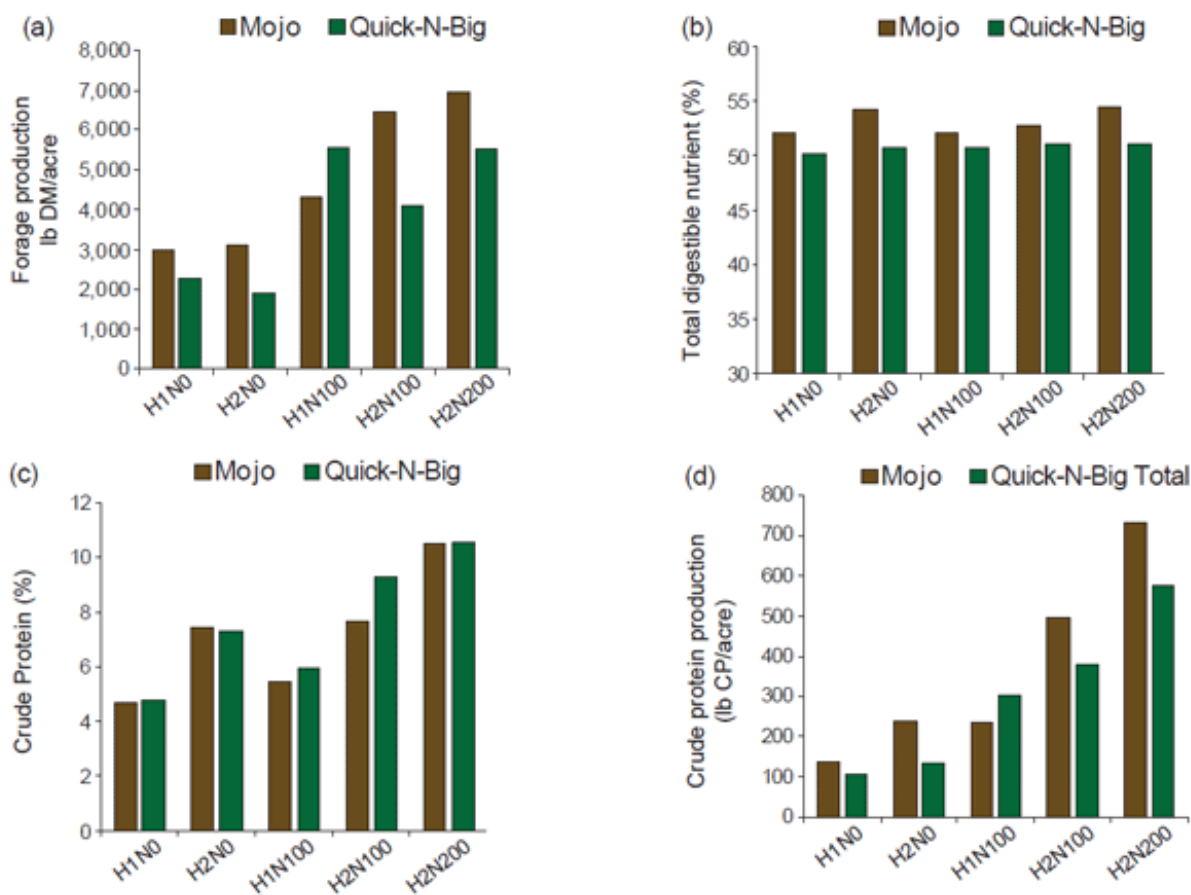 (a) Mojo Quick-N-Big
Forage production
lb DM/acre
8,000
7,000
6,000
5,000
4,000
3,000
2,000
1,000
0
H1N0 H2N0 H1N100 H2N100 H2N200
(b) Mojo Quick-N-Big
Total digestible nutrient (%)
60
55
50
45
40
35
30
H1N0 H2N0 H1N100 H2N100 H2N200
(c) Mojo Quick-N-Big
Crude Protein (%)
12
10
8
6
4
2
0
H1N0 H2N0 H1N100 H2N100 H2N200
(d) Mojo Quick-N-Big Total
Crude protein production
(lb CP/acre)
800
700
600
500
400
300
200
100
0
H1N0 H2N0 H1N100 H2N100 H2N200